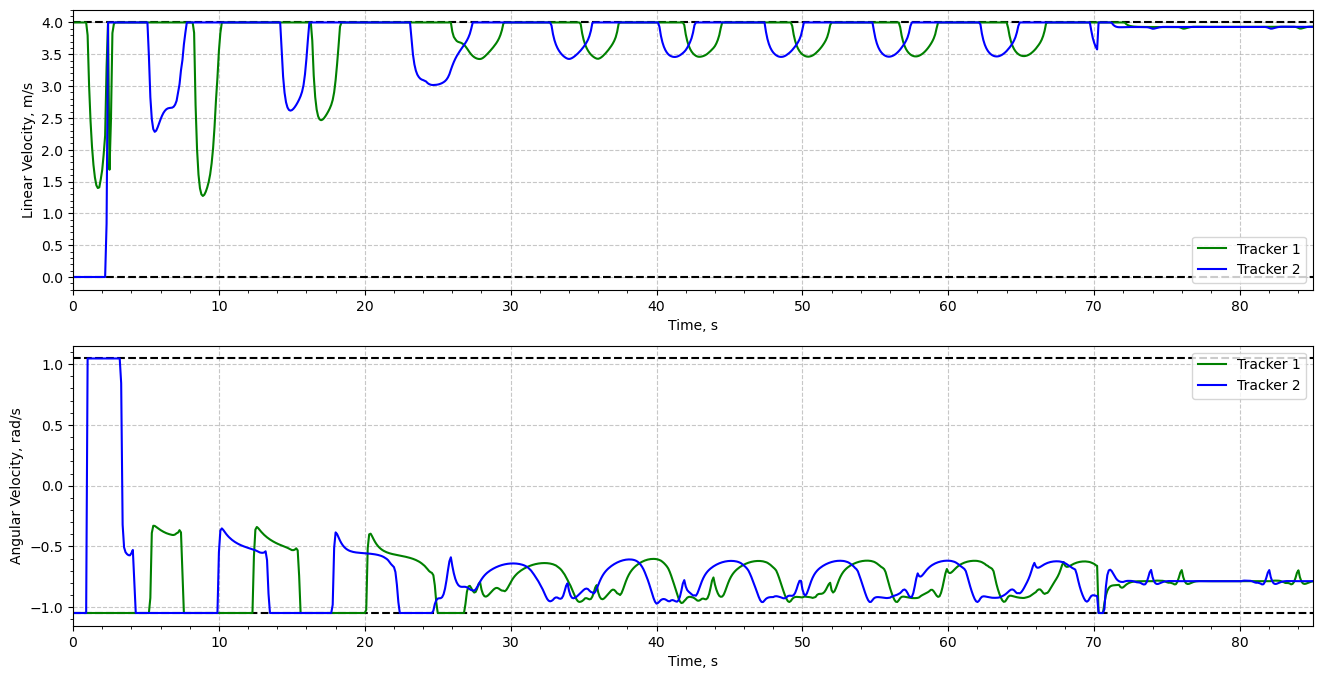 4.0
3.5
3.0
2.5
2.0
1.5
1.0
0.5
0.0
Linear Velocity, m/s
Tracker 1
Tracker 2
0 10 20 30 40 50 60 70 80
Time, s
1.0
0.5
0.0
−0.5
−1.0
Angular Velocity, rad/s
Tracker 1
Tracker 2
0 10 20 30 40 50 60 70 80
Time, s